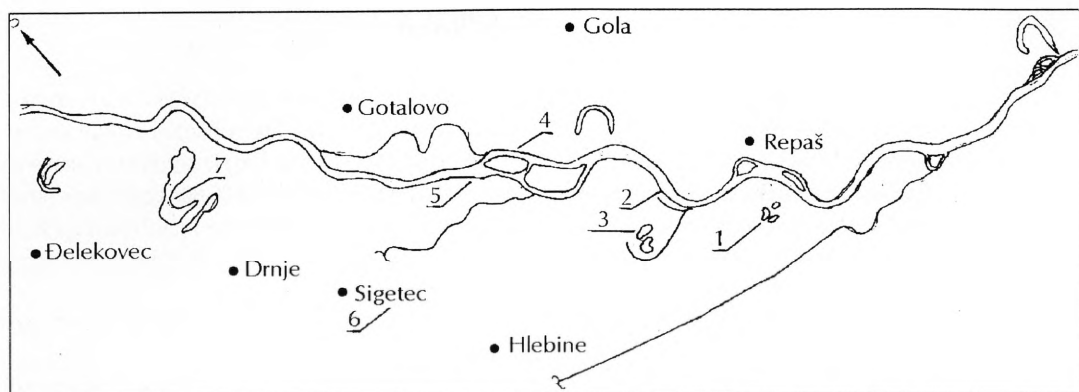 Gola
Gotalovo
4
Repaš
7
5
2
3
1
Đelekovec
Drnje
Sigetec
6
Hlebine